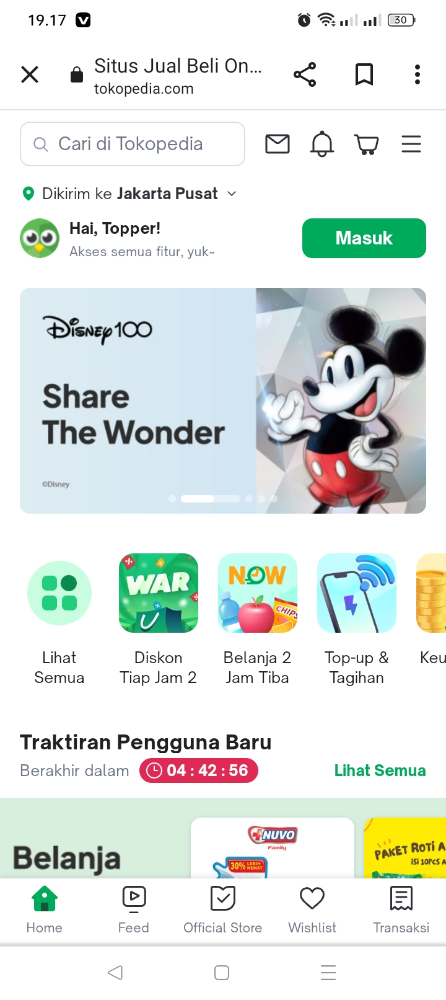 19.17
30
Situs Jual Beli On...
tokopedia.com
Cari di Tokopedia
Dikirim ke Jakarta Pusat
Hai, Topper!
Akses semua fitur, yuk~
Masuk
Disney100
Share
The Wonder
©Disney
WAR
NOW
CHIPS
Lihat
Semua
Diskon
Tiap Jam 2
Belanja 2
Jam Tiba
Top-up &
Tagihan
Keu
Traktiran Pengguna Baru
Berakhir dalam
04 : 42 : 56
Lihat Semua
Belanja
NUVO
Family
30% LEBIH
HEMAT
PAKET ROTI A
iSi 10PCS A
Home
Feed
Official Store
Wishlist
Transaksi